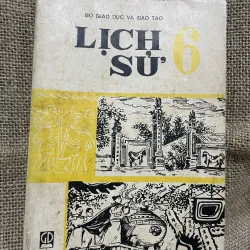 BỘ GIÁO DỤC VÀ ĐÀO TẠO
LỊCH
SỬ 6